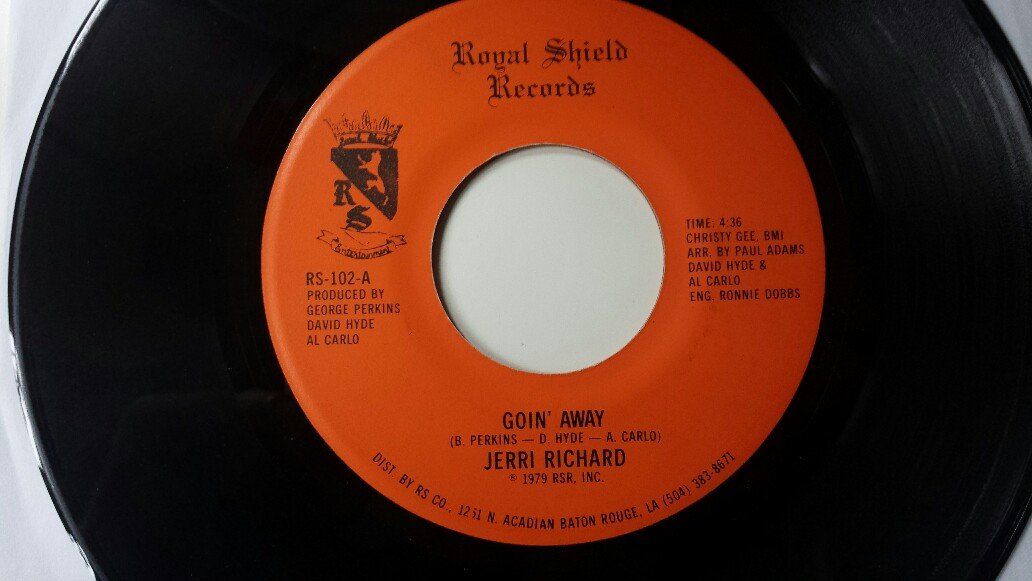 Royal Shield
Records
R
S
Entertainment
RS-102-A
PRODUCED BY
GEORGE PERKINS
DAVID HYDE
AL CARLO
TIME: 4:36
CHRISTY GEE, BMI
ARR. BY PAUL ADAMS
DAVID HYDE &
AL CARLO
ENG. RONNIE DOBBS
GOIN' AWAY
(B. PERKINS — D. HYDE — A. CARLO)
JERRI RICHARD
℗ 1979 RSR, INC.
DIST. BY RS CO., 1251 N. ACADIAN BATON ROUGE, LA (504) 383-8671